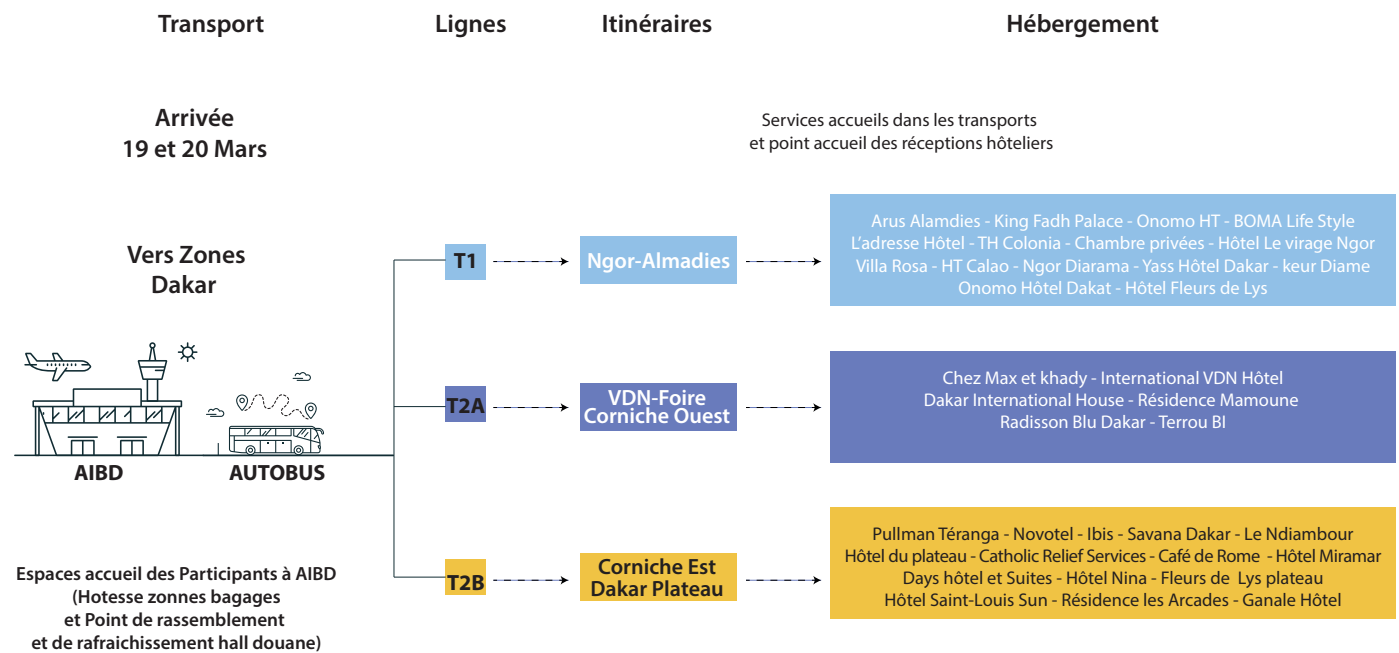 Transport
Lignes
Itinéraires
Hébergement
Arrivée
19 et 20 Mars
Services accueils dans les transports
et point accueil des réceptions hôteliers
Vers Zones
Dakar
T1
Ngor-Almadies
Arus Alamdies - King Fadh Palace - Onomo HT - BOMA Life Style
L'adresse Hôtel - TH Colonia - Chambre privées - Hôtel Le virage Ngor
Villa Rosa - HT Calao - Ngor Diarama - Yass Hôtel Dakar - keur Diame
Onomo Hôtel Dakat - Hôtel Fleurs de Lys
T2A
VDN-Foire
Corniche Ouest
Chez Max et khady - International VDN Hôtel
Dakar International House - Résidence Mamoune
Radisson Blu Dakar - Terrou BI
AIBD
AUTOBUS
T2B
Corniche Est
Dakar Plateau
Pullman Téranga - Novotel - Ibis - Savana Dakar - Le Ndiambour
Hôtel du plateau - Catholic Relief Services - Café de Rome - Hôtel Miramar
Days hôtel et Suites - Hôtel Nina - Fleurs de Lys plateau
Hôtel Saint-Louis Sun - Résidence les Arcades - Ganale Hôtel
Espaces accueil des Participants à AIBD
(Hotesse zonnes bagages
et Point de rassemblement
et de rafraichissement hall douane)